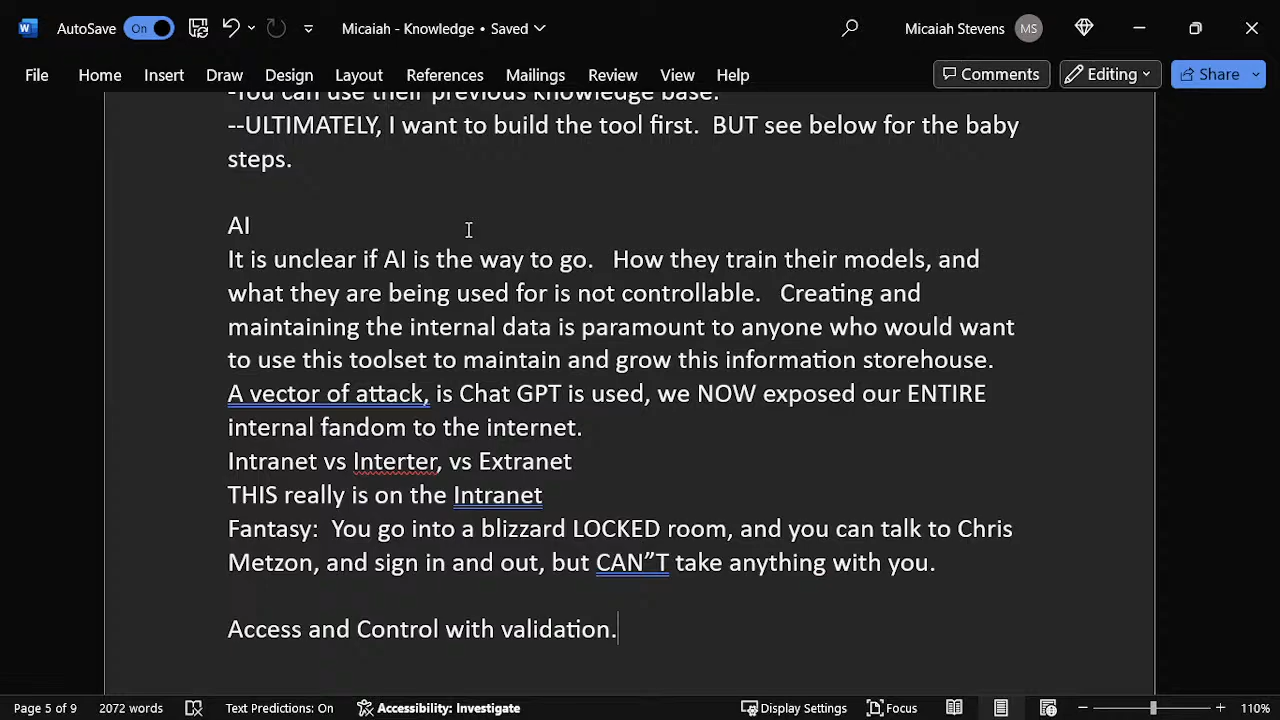 AutoSave On Micaiah - Knowledge • Saved Micaiah Stevens MS
File Home Insert Draw Design Layout References Mailings Review View Help Comments Editing Share
-You can use their previous knowledge base.
--ULTIMATELY, I want to build the tool first.  BUT see below for the baby
steps.
AI
It is unclear if AI is the way to go.   How they train their models, and
what they are being used for is not controllable.   Creating and
maintaining the internal data is paramount to anyone who would want
to use this toolset to maintain and grow this information storehouse.
A vector of attack, is Chat GPT is used, we NOW exposed our ENTIRE
internal fandom to the internet.
Intranet vs Interter, vs Extranet
THIS really is on the Intranet
Fantasy:  You go into a blizzard LOCKED room, and you can talk to Chris
Metzon, and sign in and out, but CAN”T take anything with you.
Access and Control with validation.
Page 5 of 9 2072 words Text Predictions: On Accessibility: Investigate Display Settings Focus 110%